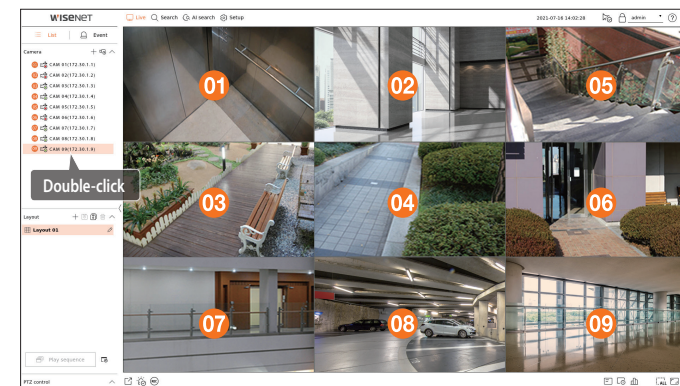 WISENET
Live Search AI search Setup
2021-07-16 14:02:28
admin
List Event
Camera
CAM 01(172.30.1.1)
CAM 02(172.30.1.2)
CAM 03(172.30.1.3)
CAM 04(172.30.1.4)
CAM 05(172.30.1.5)
CAM 06(172.30.1.6)
CAM 07(172.30.1.7)
CAM 08(172.30.1.8)
CAM 09(172.30.1.9)
Double-click
Layout
Layout 01
Play sequence
PTZ control
01
02
05
03
04
06
07
08
09
ALL